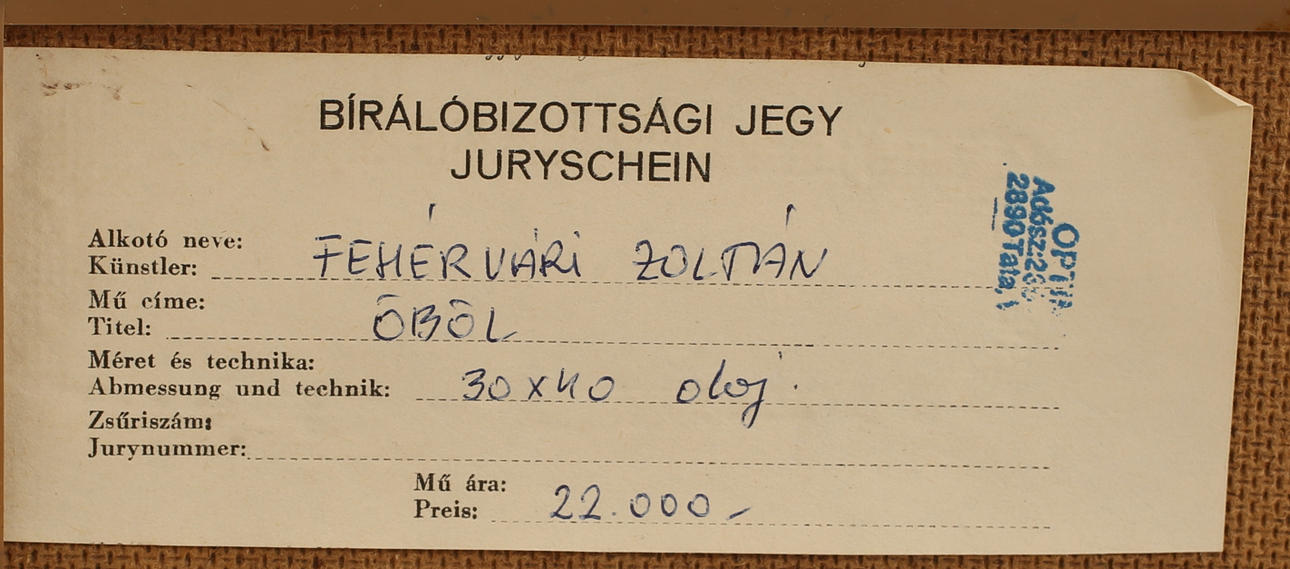 BÍRÁLÓBIZOTTSÁGI JEGY
JURYSCHEIN
Alkotó neve:
Künstler: FEHÉRVÁRI ZOLTÁN
Mű címe:
Titel: ÖBÖL
Méret és technika:
Abmessung und technik: 30x40 olaj.
Zsűriszám:
Jurynummer:
Mű ára:
Preis: 22.000,-
Adósz:
2890 Tata,